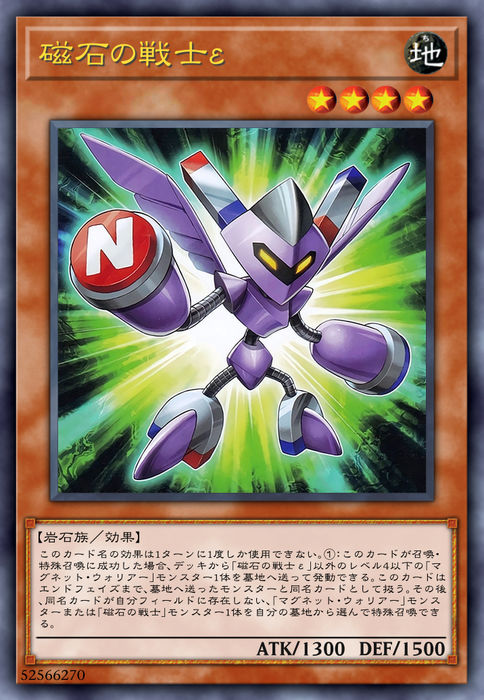 磁石の戦士ε
ち
地
N
【岩石族／効果】
このカード名の効果は1ターンに1度しか使用できない。①：このカードが召喚・
特殊召喚に成功した場合、デッキから「磁石の戦士ε」以外のレベル4以下の「マ
グネット・ウォリアー」モンスター1体を墓地へ送って発動できる。このカードは
エンドフェイズまで、墓地へ送ったモンスターと同名カードとして扱う。その後、
同名カードが自分フィールドに存在しない、「マグネット・ウォリアー」モンス
ターまたは「磁石の戦士」モンスター1体を自分の墓地から選んで特殊召喚でき
る。
ATK/1300 DEF/1500
52566270